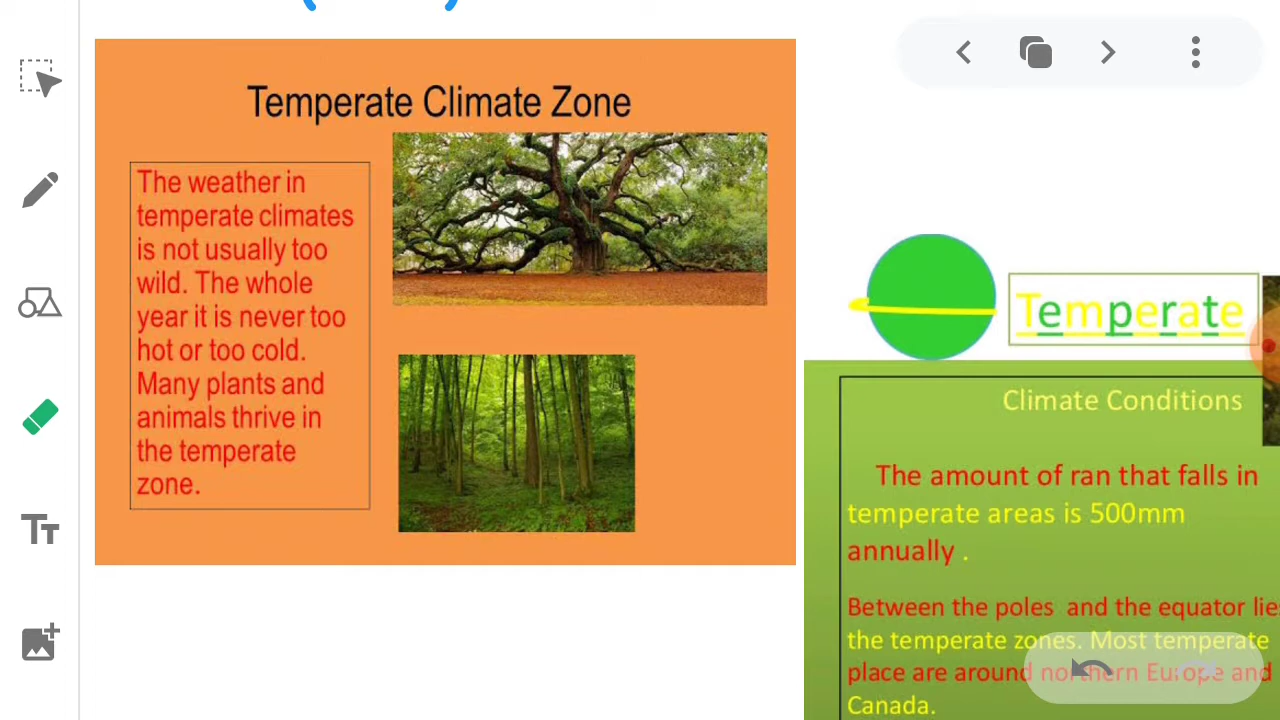 Temperate Climate Zone
The weather in
temperate climates
is not usually too
wild. The whole
year it is never too
hot or too cold.
Many plants and
animals thrive in
the temperate
zone.
Temperate
Climate Conditions
The amount of ran that falls in
temperate areas is 500mm
annually .
Between the poles and the equator lies
the temperate zones. Most temperate
place are around northern Europe and
Canada.